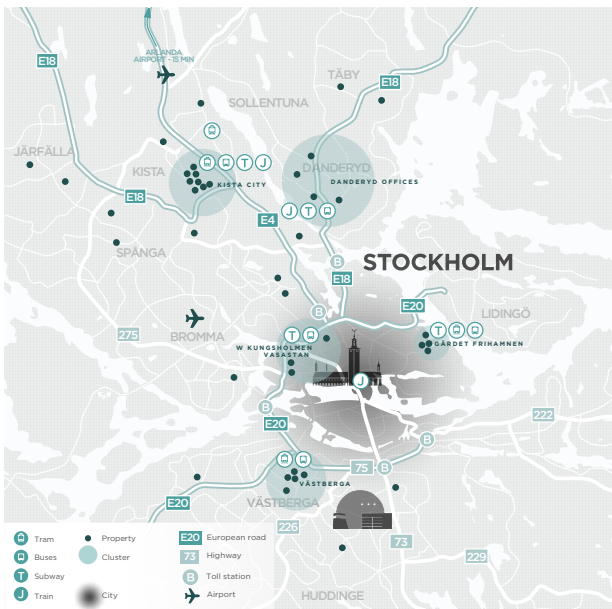 ARLANDA
AIRPORT - 15 MIN
E18
E18
TÄBY
SOLLENTUNA
JÄRFÄLLA
KISTA
T
J
KISTA CITY
DANDERYD
DANDERYD OFFICES
E18
J
T
E4
SPÅNGA
B
STOCKHOLM
E18
E20
B
LIDINGÖ
275
BROMMA
T
T
W KUNGSHOLMEN
VASASTAN
GÄRDET FRIHAMNEN
J
B
222
E20
B
75
B
VÄSTBERGA
VÄSTBERGA
E20
226
73
229
HUDDINGE
Tram
Buses
T Subway
J Train
Property
Cluster
City
E20 European road
73 Highway
B Toll station
Airport